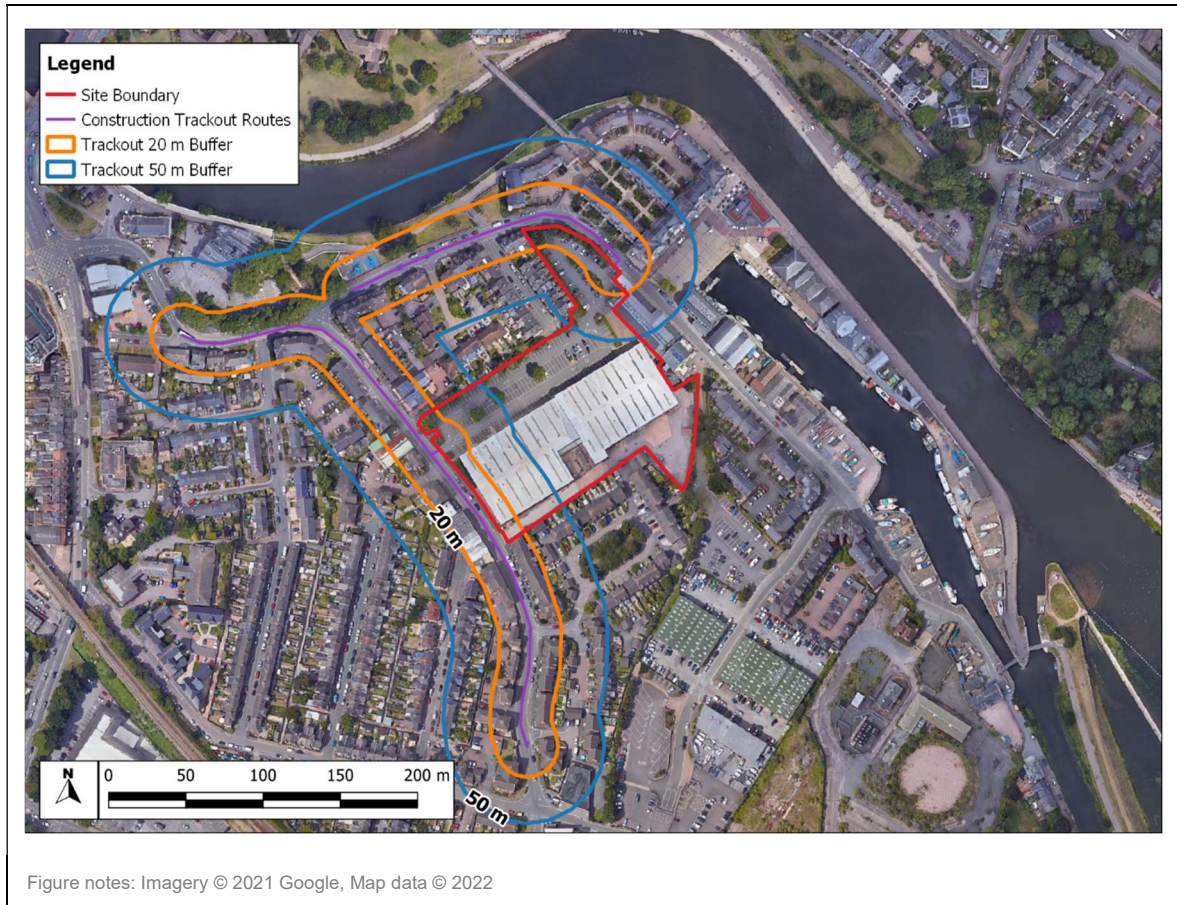 Legend
Site Boundary
Construction Trackout Routes
Trackout 20 m Buffer
Trackout 50 m Buffer
20 m
N
0 50 100 150 200 m
50 m
Figure notes: Imagery © 2021 Google, Map data © 2022